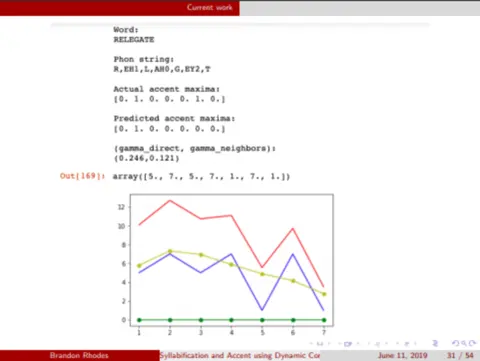 Current work
Word:
RELEGATE
Phon string:
R,EH1,L,AH0,G,EY2,T
Actual accent maxima:
[0. 1. 0. 0. 0. 1. 0.]
Predicted accent maxima:
[0. 1. 0. 0. 0. 0. 0.]
(gamma_direct, gamma_neighbors):
(0.246,0.121)
Out[169]: array([5., 7., 5., 7., 1., 7., 1.])
12
10
8
6
4
2
0
1 2 3 4 5 6 7
Brandon Rhodes Syllabification and Accent using Dynamic Cor June 11, 2019 31 / 54